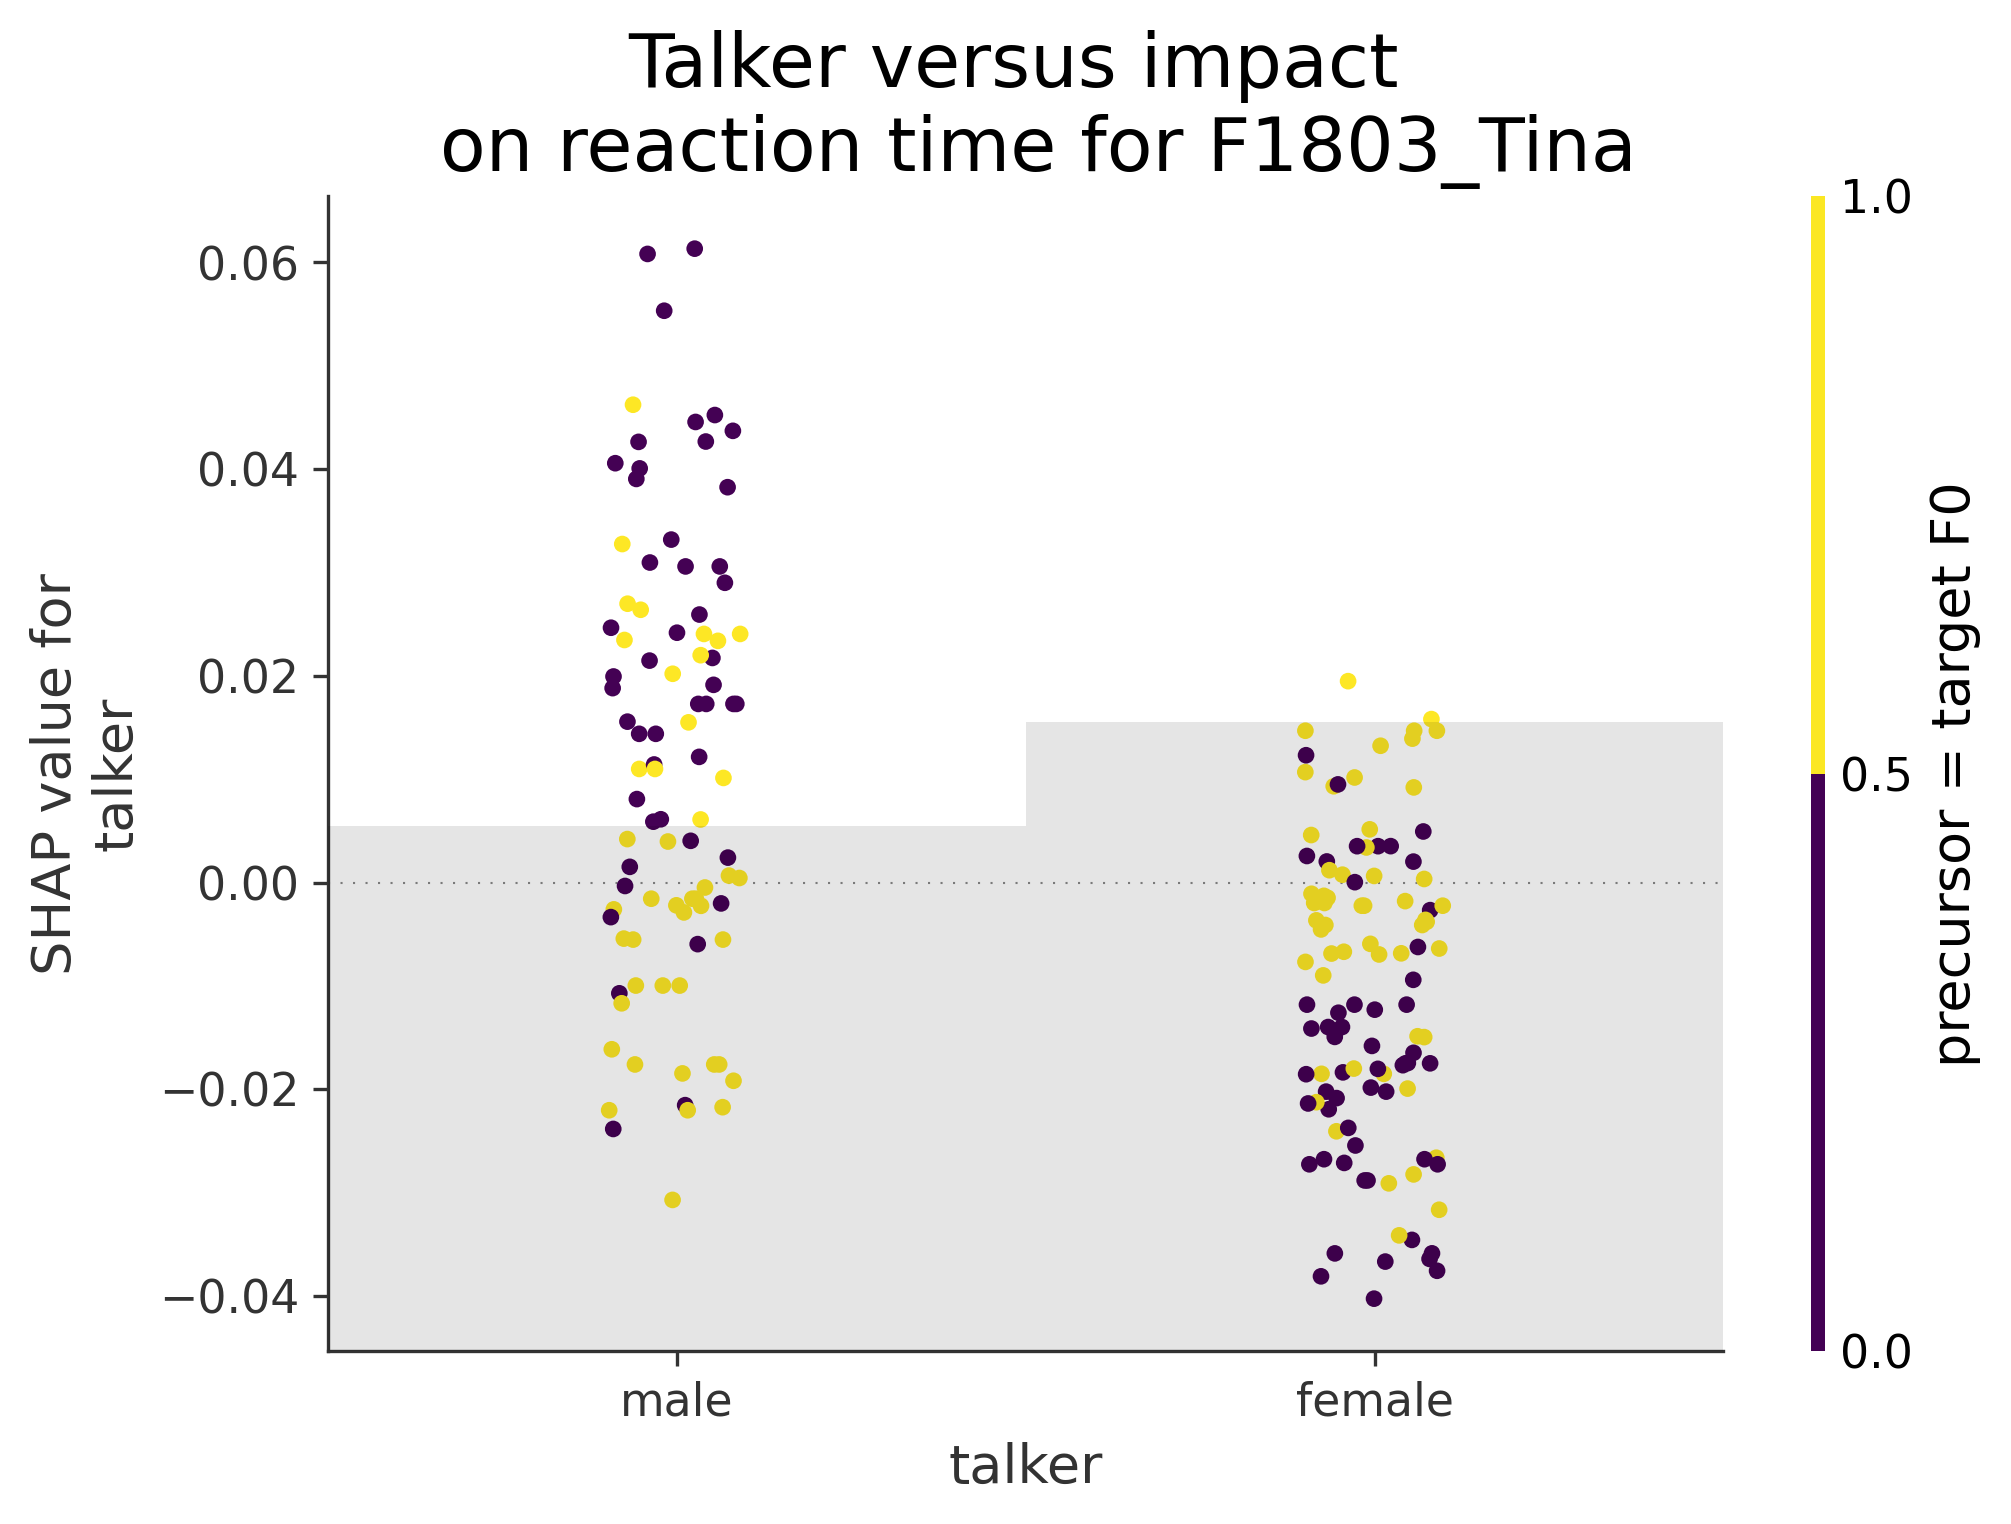 Talker versus impact
on reaction time for F1803_Tina
1.0
0.06
0.04
0.02
0.00
−0.02
−0.04
SHAP value for
talker
0.5
0.0
precursor = target F0
male
female
talker